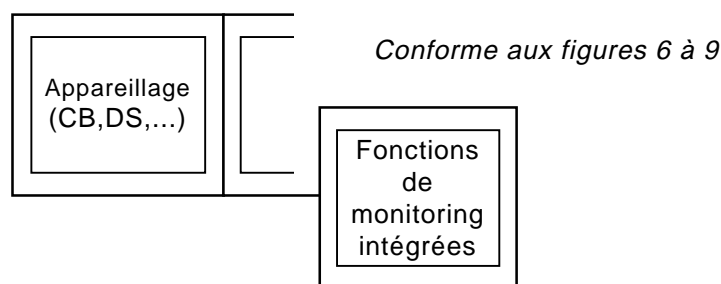 Conforme aux figures 6 à 9
Appareillage
(CB,DS,...)
Fonctions
de
monitoring
intégrées